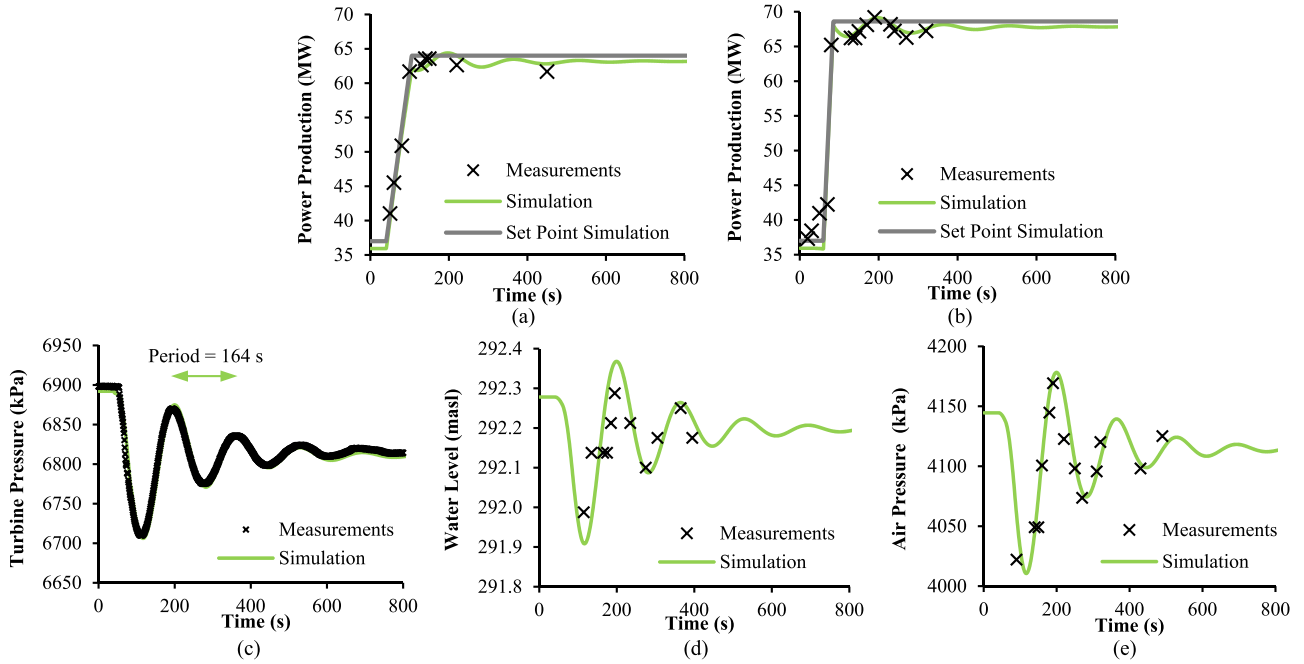 Power Production (MW)
70
65
60
55
50
45
40
35
Measurements
Simulation
Set Point Simulation
0 200 400 600 800
Time (s)
(a)
Power Production (MW)
70
65
60
55
50
45
40
35
Measurements
Simulation
Set Point Simulation
0 200 400 600 800
Time (s)
(b)
Turbine Pressure (kPa)
6950
6900
6850
6800
6750
6700
6650
Period = 164 s
Measurements
Simulation
0 200 400 600 800
Time (s)
(c)
Water Level (masl)
292.4
292.3
292.2
292.1
292.0
291.9
291.8
Measurements
Simulation
0 200 400 600 800
Time (s)
(d)
Air Pressure (kPa)
4200
4150
4100
4050
4000
Measurements
Simulation
0 200 400 600 800
Time (s)
(e)